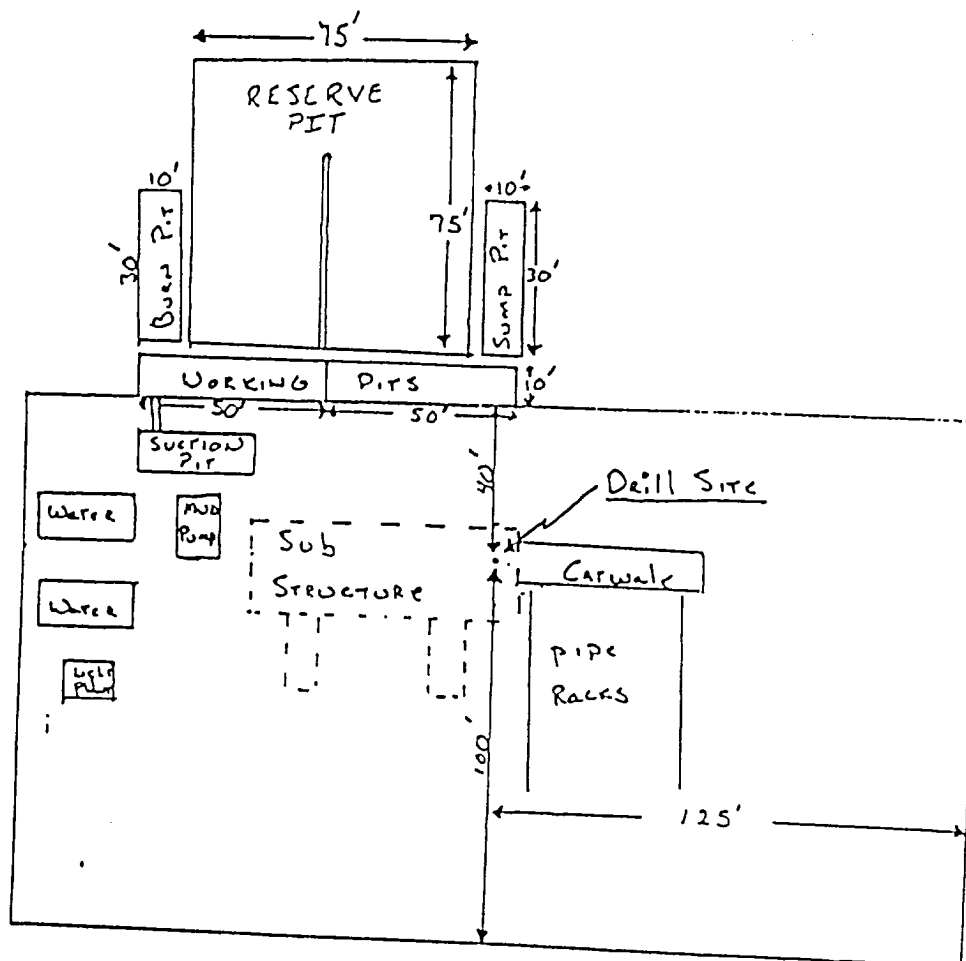 75'
RESERVE
PIT
10'
10'
75'
30'
BURN PIT
SUMP PIT
30'
WORKING PITS
10'
50'
50'
SUCTION
PIT
40'
Drill Site
Water
MUD
Pump
Sub
STRUCTURE
Catwalk
Water
pipe
Racks
100'
125'